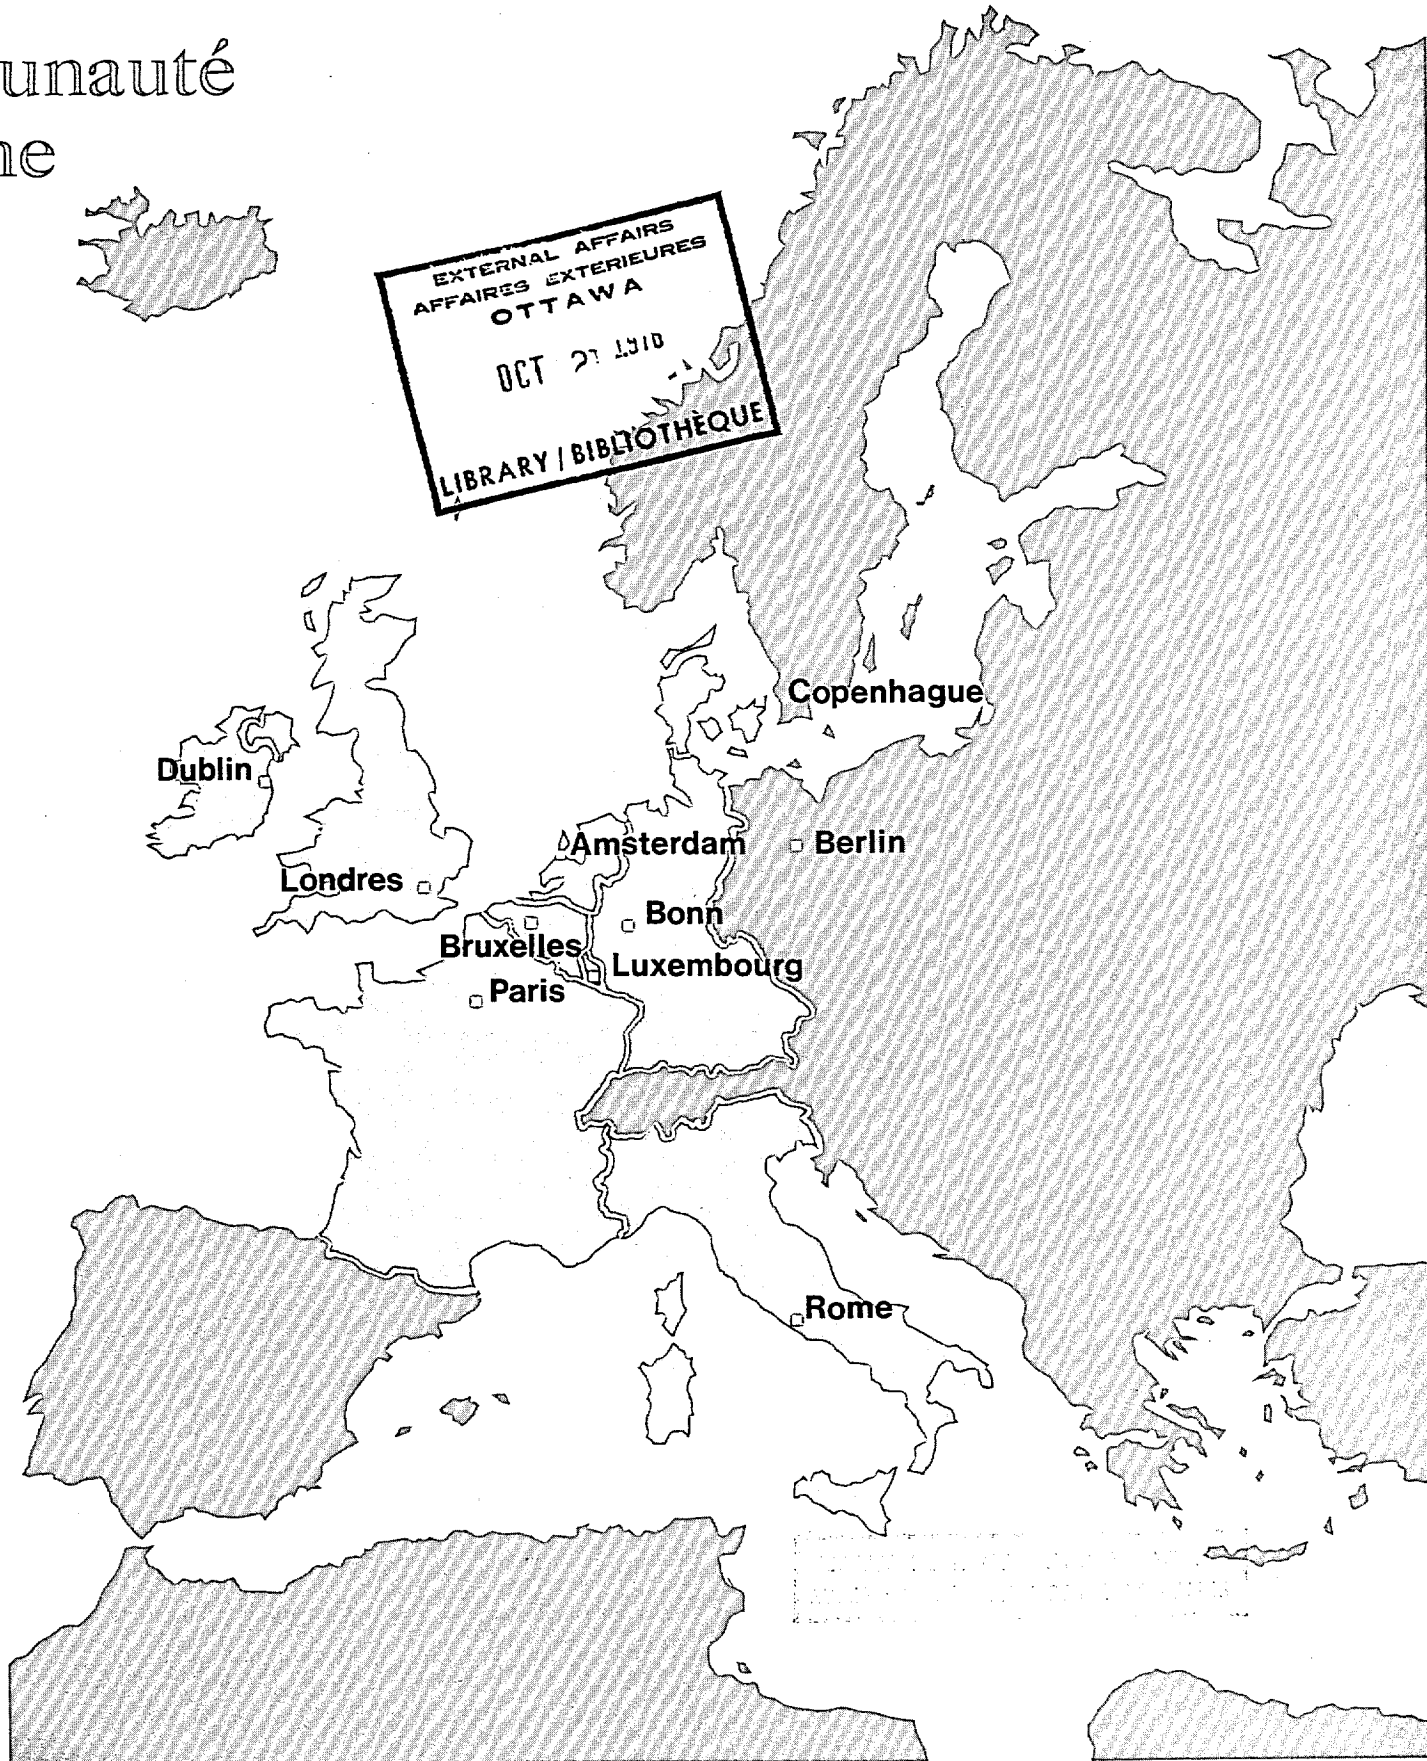 unauté
ne
EXTERNAL AFFAIRS
AFFAIRES EXTERIEURES
OTTAWA
OCT
LIBRARY / BIBLIOTHÈQUE
Copenhague
Dublin
Amsterdam
Berlin
Londres
Bonn
Bruxelles
Luxembourg
Paris
Rome